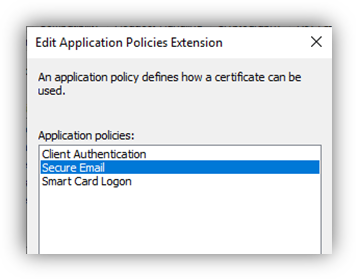 Edit Application Policies Extension
An application policy defines how a certificate can be
used.
Application policies:
Client Authentication
Secure Email
Smart Card Logon